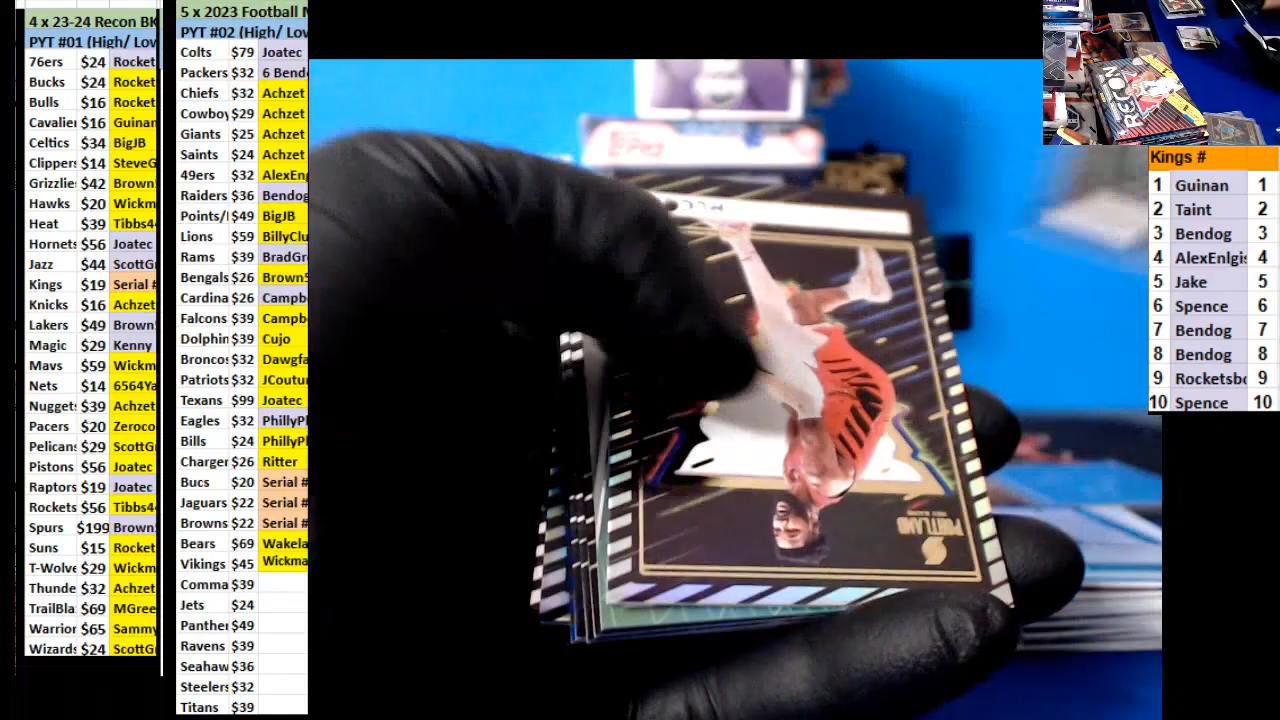 4 x 23-24 Recon BK
PYT #01 (High/ Lov
76ers $24 Rocket
Bucks $24 Rocket
Bulls $16 Rocket
Cavalier $16 Guinan
Celtics $34 BigJB
Clippers $14 SteveG
Grizzlie $42 Brown
Hawks $20 Wickm
Heat $39 Tibbs4
Hornets $56 Joatec
Jazz $44 ScottG
Kings $19 Serial #
Knicks $16 Achzet
Lakers $49 Brown
Magic $29 Kenny
Mavs $59 Wickm
Nets $14 6564Ya
Nuggets $39 Achzet
Pacers $20 Zeroco
Pelicans $29 ScottGr
Pistons $56 Joatec
Raptors $19 Joatec
Rockets $56 Tibbs4
Spurs $199 Brown
Suns $15 Rocket
T-Wolve $29 Wickm
Thunde $32 Achzet
TrailBla $69 MGree
Warrior $65 Sammy
Wizards $24 ScottG
5 x 2023 Football
PYT #02 (High/ Lov
Colts $79 Joatec
Packers $32 6 Bend
Chiefs $32 Achzet
Cowboy $29 Achzet
Giants $25 Achzet
Saints $24 Achzet
49ers $32 AlexEng
Raiders $36 Bendog
Points/ $49 BigJB
Lions $59 BillyClu
Rams $39 BradGr
Bengals $26 Brown
Cardina $26 Campb
Falcons $39 Campb
Dolphin $39 Cujo
Broncos $32 Dawgfa
Patriots $32 JCoutur
Texans $99 Joatec
Eagles $32 PhillyPl
Bills $24 PhillyPl
Charger $26 Ritter
Bucs $20 Serial #
Jaguars $22 Serial #
Browns $22 Serial #
Bears $69 Wakela
Vikings $45 Wickma
Comma $39
Jets $24
Panther $49
Ravens $39
Seahaw $36
Steelers $32
Titans $39
PORTLAND
RECON
Kings #
1 Guinan 1
2 Taint 2
3 Bendog 3
4 AlexEnlgis 4
5 Jake 5
6 Spence 6
7 Bendog 7
8 Bendog 8
9 Rocketsbo 9
10 Spence 10